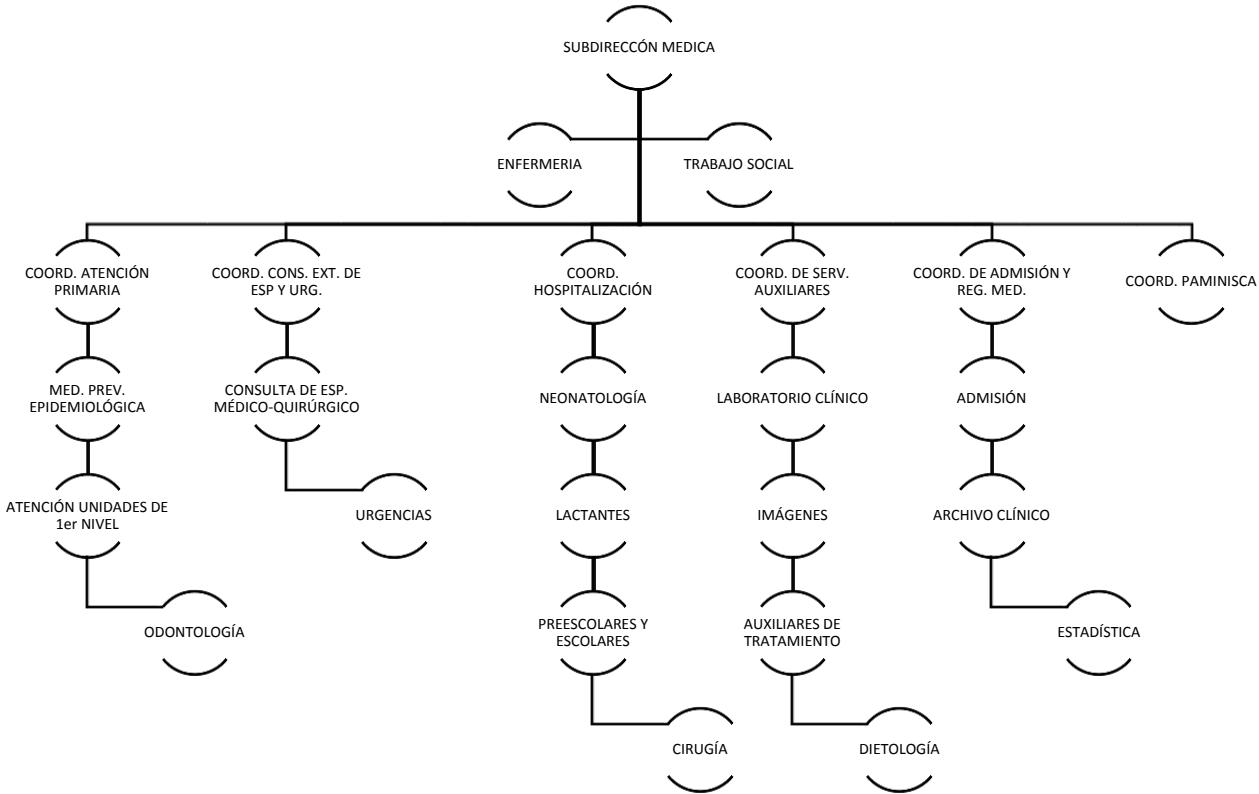 SUBDIRECCÓN MEDICA
ENFERMERIA
TRABAJO SOCIAL
COORD. ATENCIÓN
PRIMARIA
COORD. CONS. EXT. DE
ESP Y URG.
COORD.
HOSPITALIZACIÓN
COORD. DE SERV.
AUXILIARES
COORD. DE ADMISIÓN Y
REG. MED.
COORD. PAMINISCA
MED. PREV.
EPIDEMIOLÓGICA
CONSULTA DE ESP.
MÉDICO-QUIRÚRGICO
NEONATOLOGÍA
LABORATORIO CLÍNICO
ADMISIÓN
ATENCIÓN UNIDADES DE
1er NIVEL
URGENCIAS
LACTANTES
IMÁGENES
ARCHIVO CLÍNICO
ODONTOLOGÍA
PREESCOLARES Y
ESCOLARES
AUXILIARES DE
TRATAMIENTO
ESTADÍSTICA
CIRUGÍA
DIETOLOGÍA